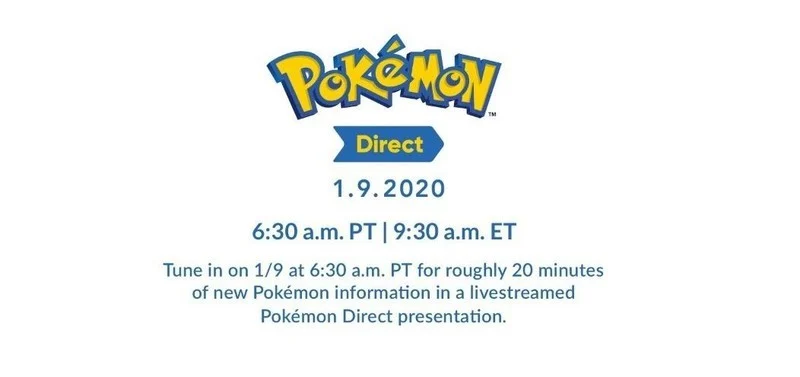 POKéMON™
Direct
1.9.2020
6:30 a.m. PT | 9:30 a.m. ET
Tune in on 1/9 at 6:30 a.m. PT for roughly 20 minutes
of new Pokémon information in a livestreamed
Pokémon Direct presentation.